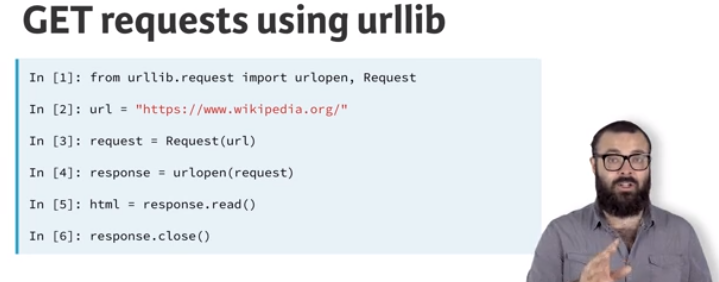 GET requests using urllib
In [1]: from urllib.request import urlopen, Request
In [2]: url = "https://www.wikipedia.org/"
In [3]: request = Request(url)
In [4]: response = urlopen(request)
In [5]: html = response.read()
In [6]: response.close()